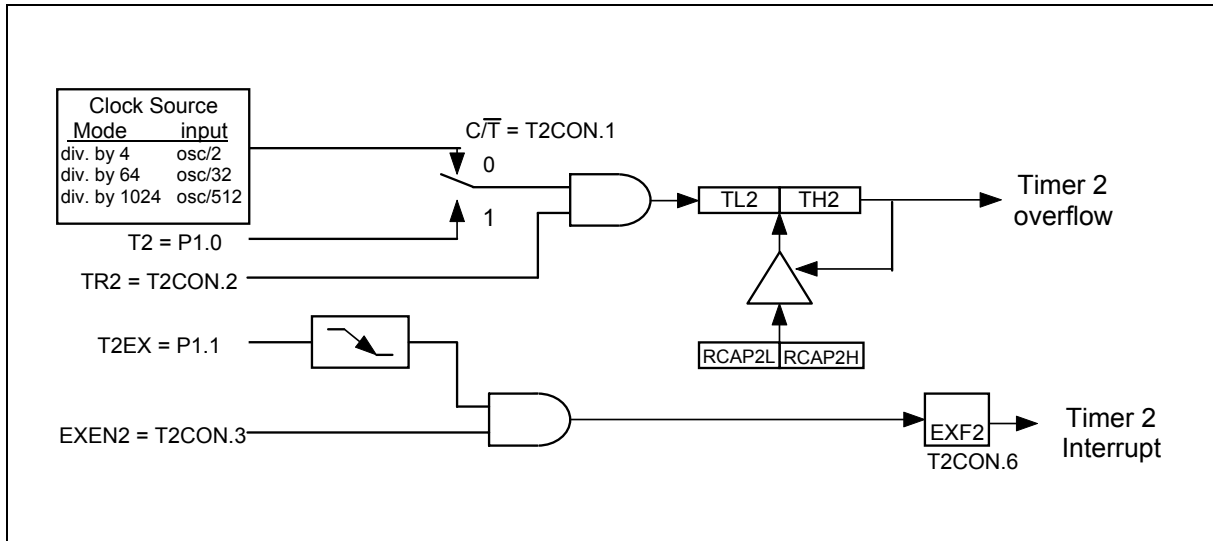 Clock Source
Mode input
div. by 4 osc/2
div. by 64 osc/32
div. by 1024 osc/512
C/T̅ = T2CON.1
0
1
T2 = P1.0
TR2 = T2CON.2
TL2 TH2
Timer 2
overflow
T2EX = P1.1
RCAP2L RCAP2H
EXEN2 = T2CON.3
EXF2
T2CON.6
Timer 2
Interrupt